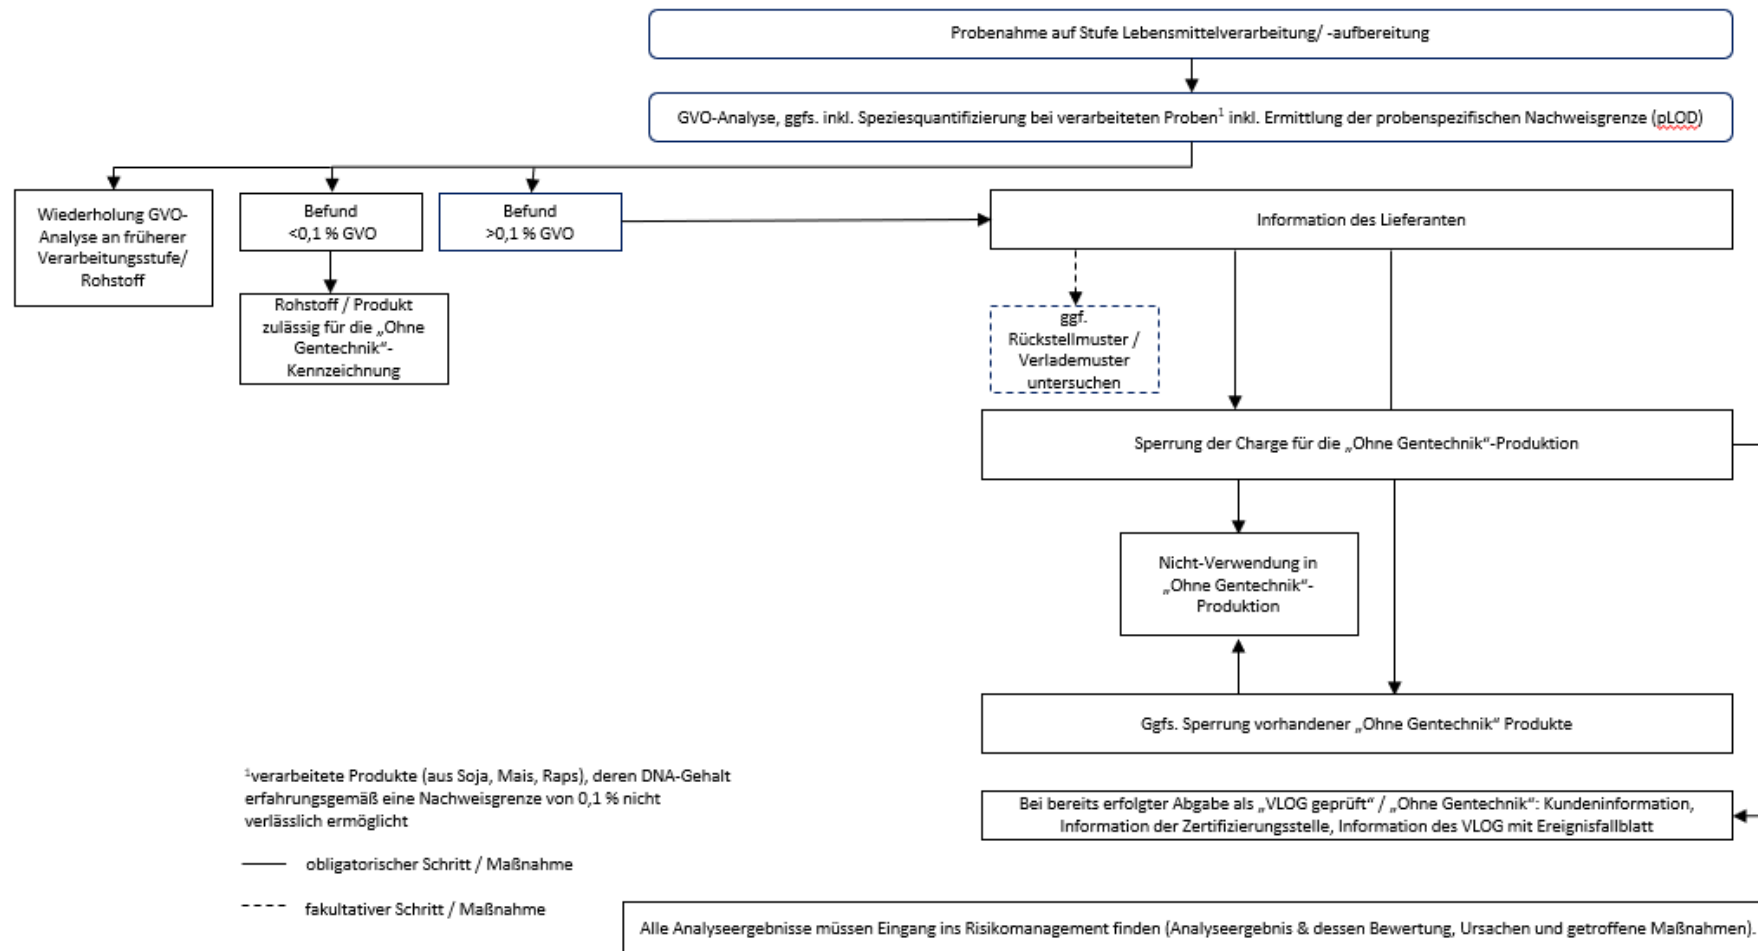 Probenahme auf Stufe Lebensmittelverarbeitung/ -aufbereitung
GVO-Analyse, ggfs. inkl. Speziesquantifizierung bei verarbeiteten Proben¹ inkl. Ermittlung der probenspezifischen Nachweisgrenze (pLOD)
Wiederholung GVO-
Analyse an früherer
Verarbeitungsstufe/
Rohstoff
Befund
<0,1 % GVO
Befund
>0,1 % GVO
Information des Lieferanten
Rohstoff / Produkt
zulässig für die „Ohne
Gentechnik“-
Kennzeichnung
ggf.
Rückstellmuster /
Verlademuster
untersuchen
Sperrung der Charge für die „Ohne Gentechnik“-Produktion
Nicht-Verwendung in
„Ohne Gentechnik“-
Produktion
Ggfs. Sperrung vorhandener „Ohne Gentechnik“ Produkte
¹verarbeitete Produkte (aus Soja, Mais, Raps), deren DNA-Gehalt
erfahrungsgemäß eine Nachweisgrenze von 0,1 % nicht
verlässlich ermöglicht
Bei bereits erfolgter Abgabe als „VLOG geprüft“ / „Ohne Gentechnik“: Kundeninformation,
Information der Zertifizierungsstelle, Information des VLOG mit Ereignisfallblatt
obligatorischer Schritt / Maßnahme
fakultativer Schritt / Maßnahme
Alle Analyseergebnisse müssen Eingang ins Risikomanagement finden (Analyseergebnis & dessen Bewertung, Ursachen und getroffene Maßnahmen).